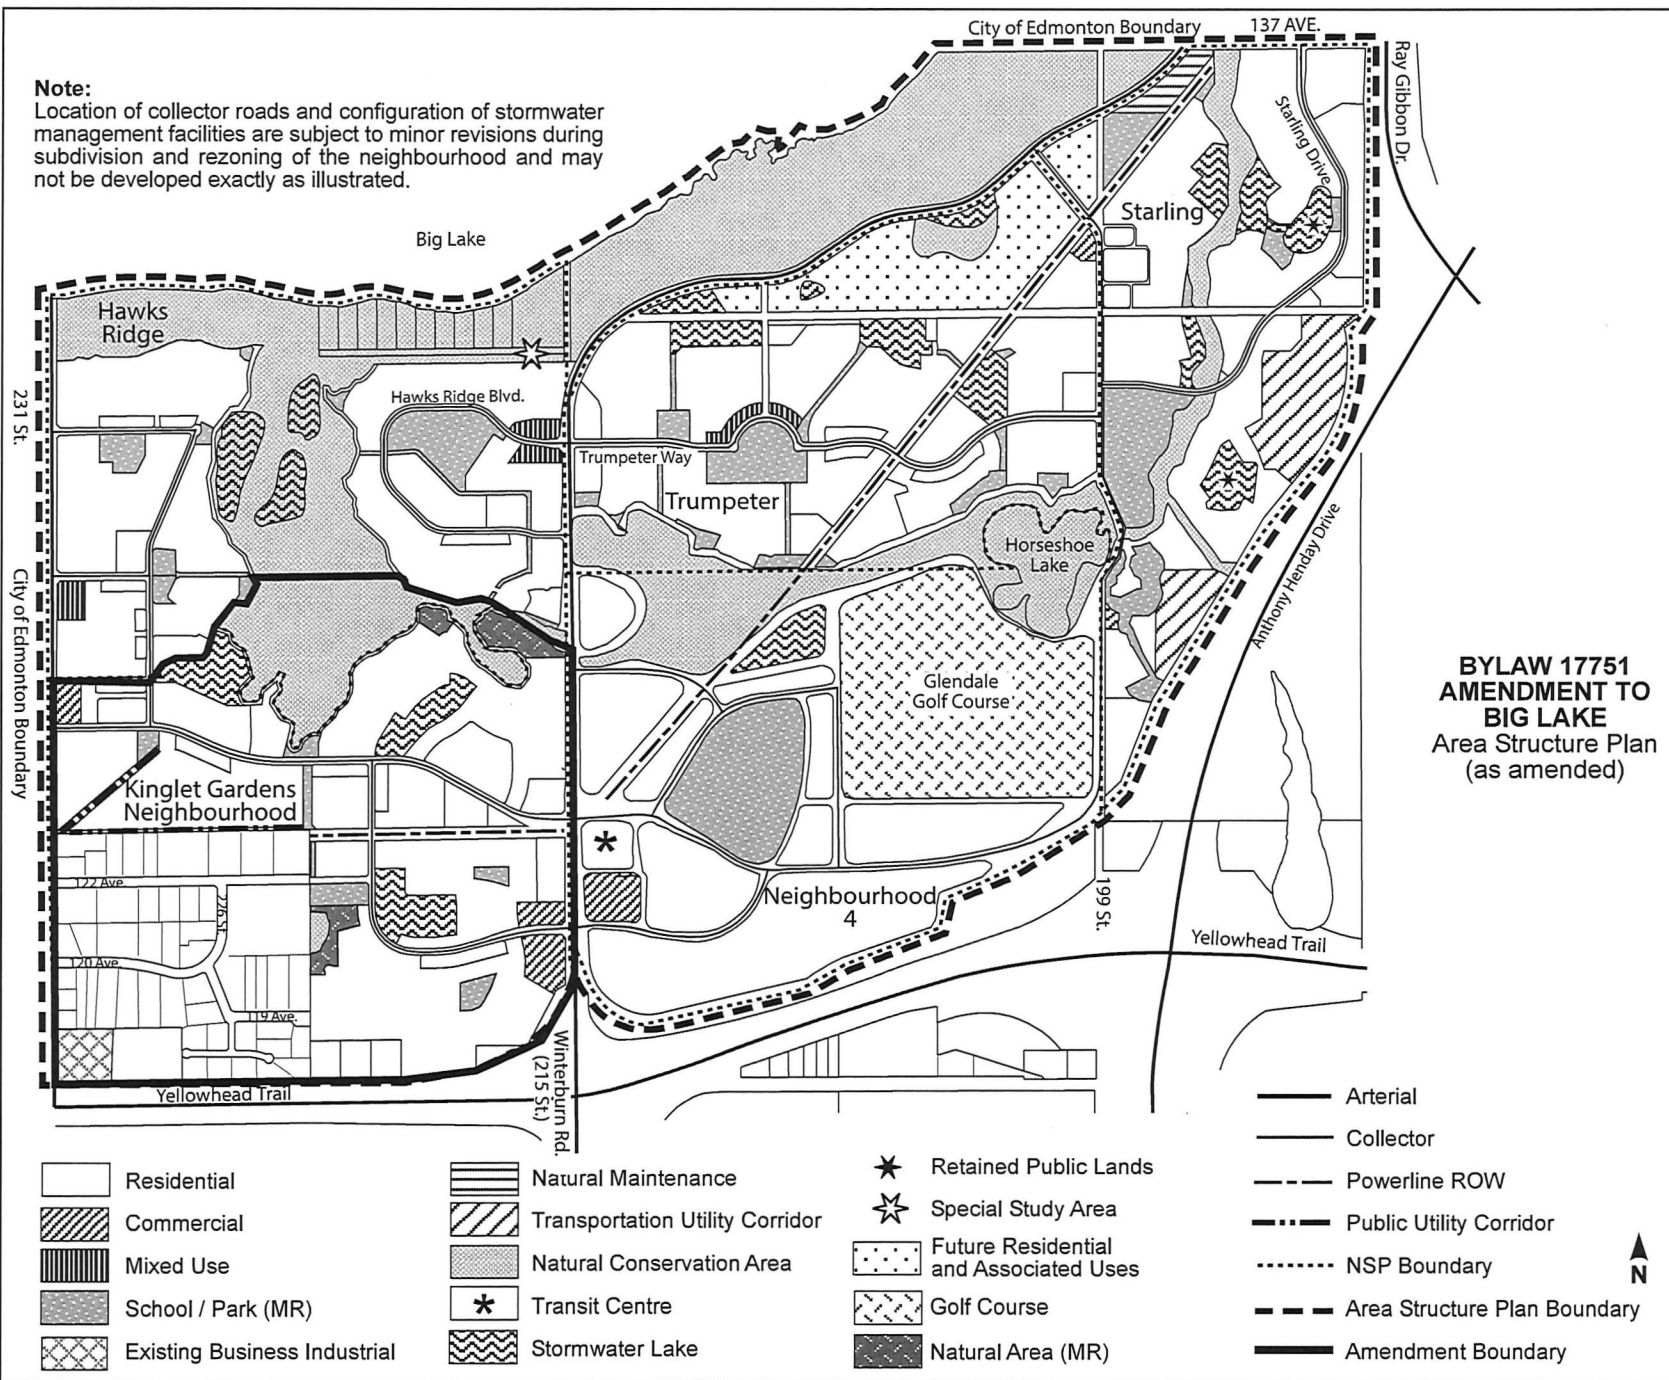 City of Edmonton Boundary
137 AVE.
Ray Gibbon Dr.
Note:
Location of collector roads and configuration of stormwater
management facilities are subject to minor revisions during
subdivision and rezoning of the neighbourhood and may
not be developed exactly as illustrated.
Starling Drive
Starling
Big Lake
Hawks
Ridge
231 St.
Hawks Ridge Blvd.
Trumpeter Way
Trumpeter
Horseshoe
Lake
City of Edmonton Boundary
Anthony Henday Drive
Glendale
Golf Course
BYLAW 17751
AMENDMENT TO
BIG LAKE
Area Structure Plan
(as amended)
Kinglet Gardens
Neighbourhood
122 Ave.
226 St.
Neighbourhood
4
199 St.
120 Ave.
Yellowhead Trail
119 Ave.
Winterburn Rd.
(215 St.)
Yellowhead Trail
Residential
Commercial
Mixed Use
School / Park (MR)
Existing Business Industrial
Natural Maintenance
Transportation Utility Corridor
Natural Conservation Area
Transit Centre
Stormwater Lake
Retained Public Lands
Special Study Area
Future Residential
and Associated Uses
Golf Course
Natural Area (MR)
Arterial
Collector
Powerline ROW
Public Utility Corridor
NSP Boundary
Area Structure Plan Boundary
Amendment Boundary
N